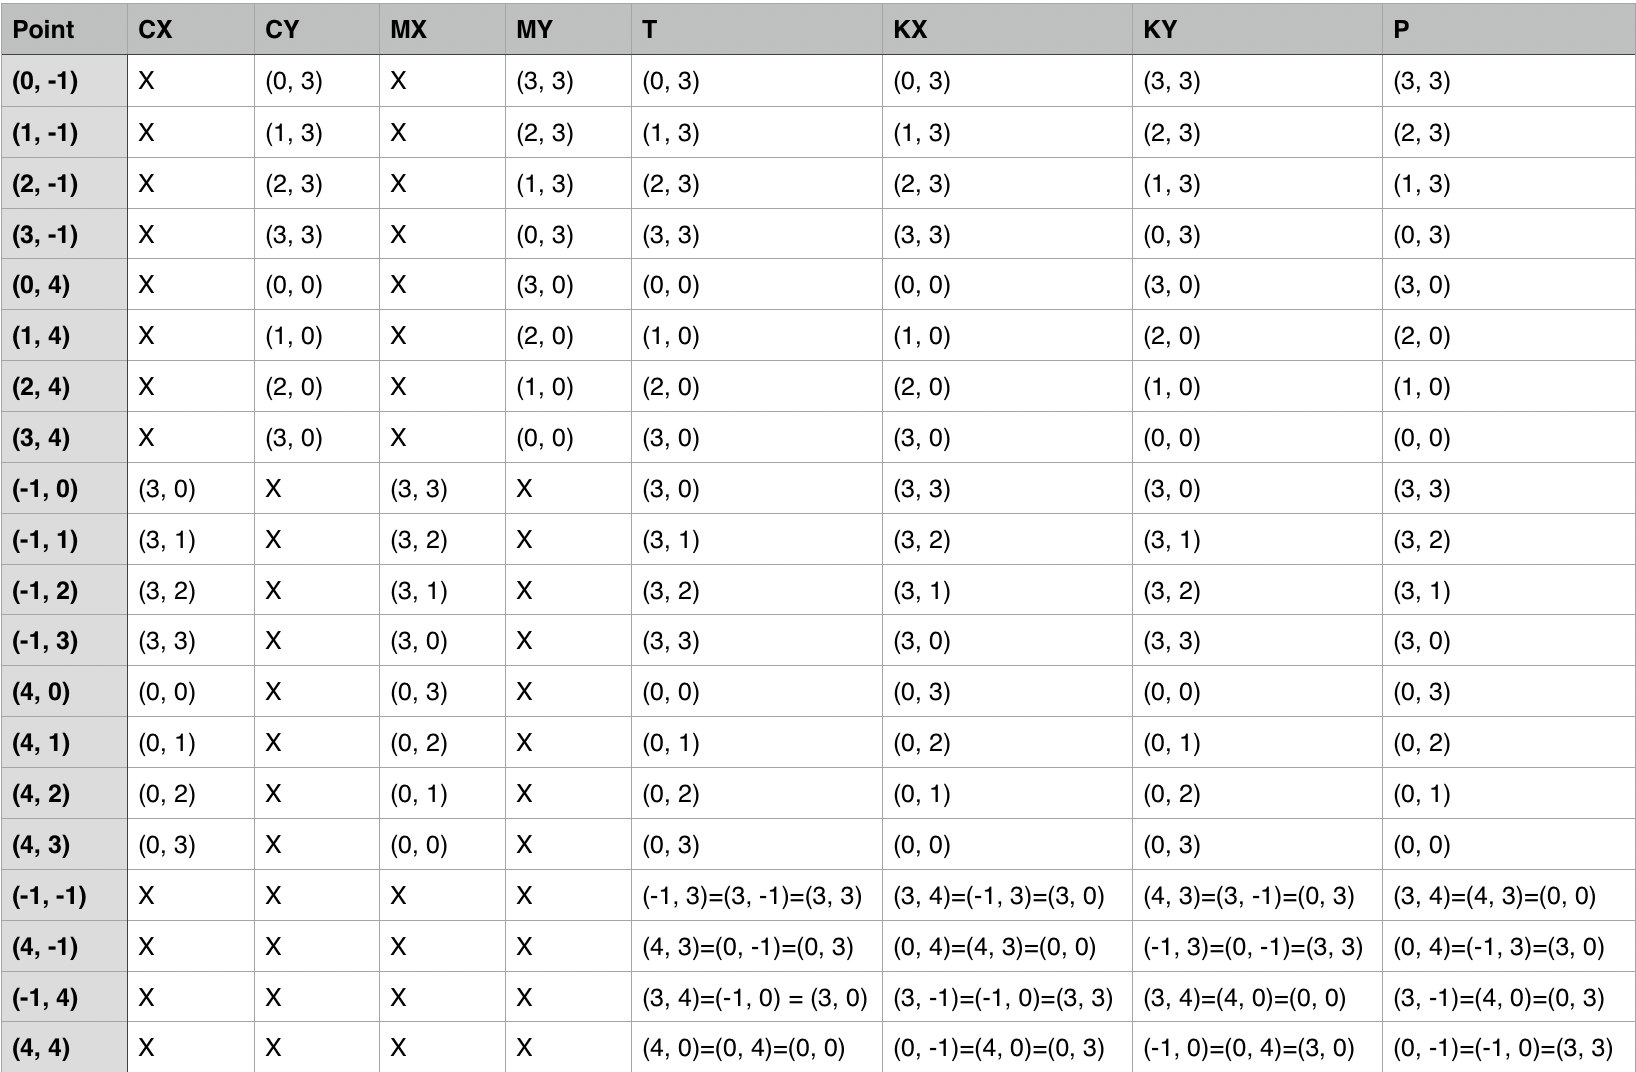 Point CX CY MX MY T KX KY P
(0, -1) X (0, 3) X (3, 3) (0, 3) (0, 3) (3, 3) (3, 3)
(1, -1) X (1, 3) X (2, 3) (1, 3) (1, 3) (2, 3) (2, 3)
(2, -1) X (2, 3) X (1, 3) (2, 3) (2, 3) (1, 3) (1, 3)
(3, -1) X (3, 3) X (0, 3) (3, 3) (3, 3) (0, 3) (0, 3)
(0, 4) X (0, 0) X (3, 0) (0, 0) (0, 0) (3, 0) (3, 0)
(1, 4) X (1, 0) X (2, 0) (1, 0) (1, 0) (2, 0) (2, 0)
(2, 4) X (2, 0) X (1, 0) (2, 0) (2, 0) (1, 0) (1, 0)
(3, 4) X (3, 0) X (0, 0) (3, 0) (3, 0) (0, 0) (0, 0)
(-1, 0) (3, 0) X (3, 3) X (3, 0) (3, 3) (3, 0) (3, 3)
(-1, 1) (3, 1) X (3, 2) X (3, 1) (3, 2) (3, 1) (3, 2)
(-1, 2) (3, 2) X (3, 1) X (3, 2) (3, 1) (3, 2) (3, 1)
(-1, 3) (3, 3) X (3, 0) X (3, 3) (3, 0) (3, 3) (3, 0)
(4, 0) (0, 0) X (0, 3) X (0, 0) (0, 3) (0, 0) (0, 3)
(4, 1) (0, 1) X (0, 2) X (0, 1) (0, 2) (0, 1) (0, 2)
(4, 2) (0, 2) X (0, 1) X (0, 2) (0, 1) (0, 2) (0, 1)
(4, 3) (0, 3) X (0, 0) X (0, 3) (0, 0) (0, 3) (0, 0)
(-1, -1) X X X X (-1, 3)=(3, -1)=(3, 3) (3, 4)=(-1, 3)=(3, 0) (4, 3)=(3, -1)=(0, 3) (3, 4)=(4, 3)=(0, 0)
(4, -1) X X X X (4, 3)=(0, -1)=(0, 3) (0, 4)=(4, 3)=(0, 0) (-1, 3)=(0, -1)=(3, 3) (0, 4)=(-1, 3)=(3, 0)
(-1, 4) X X X X (3, 4)=(-1, 0) = (3, 0) (3, -1)=(-1, 0)=(3, 3) (3, 4)=(4, 0)=(0, 0) (3, -1)=(4, 0)=(0, 3)
(4, 4) X X X X (4, 0)=(0, 4)=(0, 0) (0, -1)=(4, 0)=(0, 3) (-1, 0)=(0, 4)=(3, 0) (0, -1)=(-1, 0)=(3, 3)